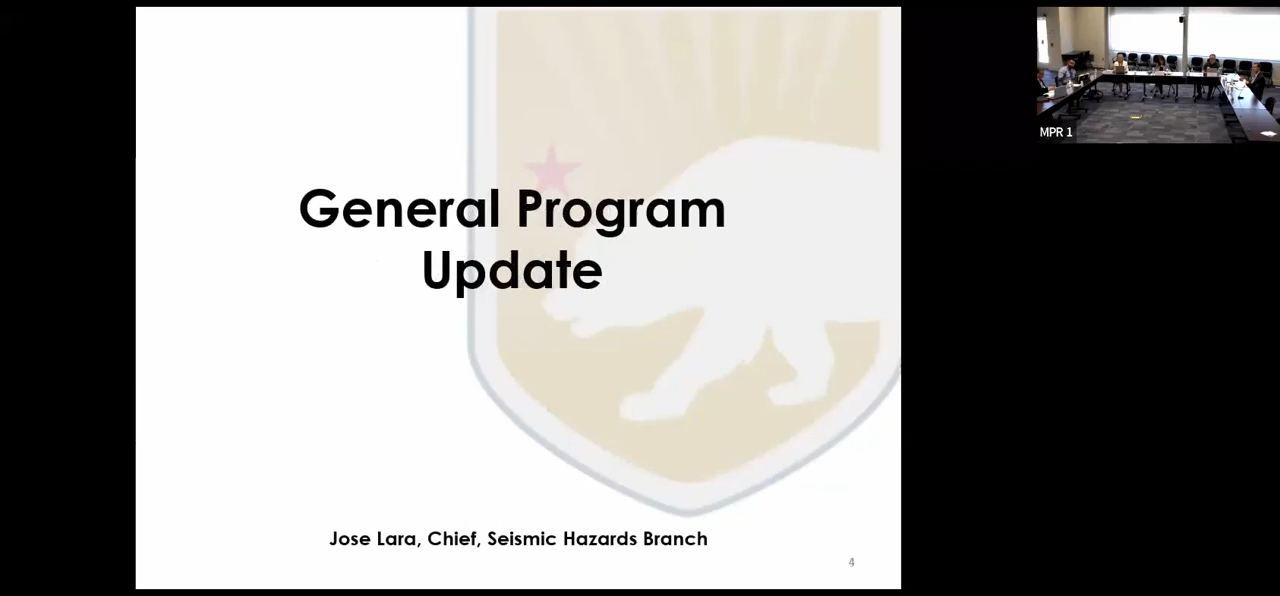 General Program
Update
Jose Lara, Chief, Seismic Hazards Branch
4
MPR 1